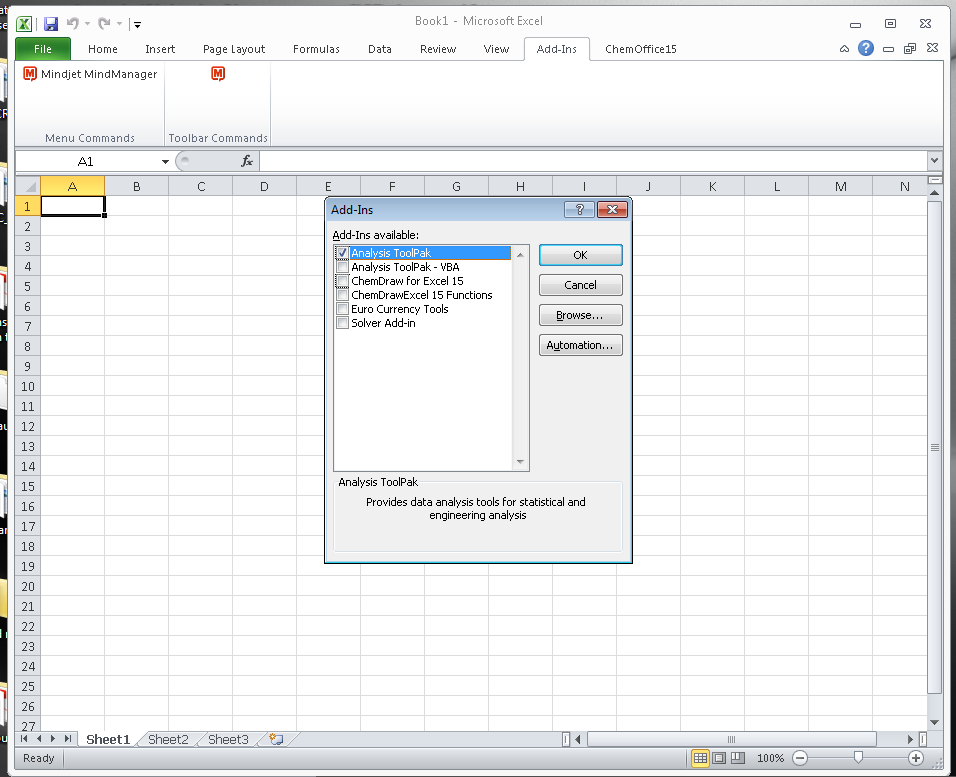 Book1 - Microsoft Excel
File Home Insert Page Layout Formulas Data Review View Add-Ins ChemOffice15
Mindjet MindManager
Menu Commands Toolbar Commands
A1 fx
A B C D E F G H I J K L M N
1
2
3
4
5
6
7
8
9
10
11
12
13
14
15
16
17
18
19
20
21
22
23
24
25
26
27
Add-Ins
Add-Ins available:
Analysis ToolPak
Analysis ToolPak - VBA
ChemDraw for Excel 15
ChemDrawExcel 15 Functions
Euro Currency Tools
Solver Add-in
OK
Cancel
Browse...
Automation...
Analysis ToolPak
Provides data analysis tools for statistical and
engineering analysis
Sheet1 Sheet2 Sheet3
Ready 100%